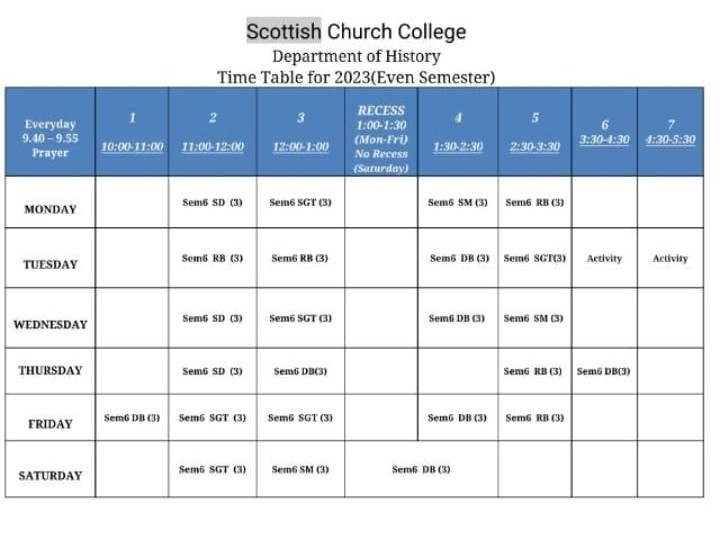 Scottish Church College
Department of History
Time Table for 2023(Even Semester)
Everyday
9.40 – 9.55
Prayer
1
10:00-11:00
2
11:00-12:00
3
12:00-1:00
RECESS
1:00-1:30
(Mon-Fri)
No Recess
(Saturday)
4
1:30-2:30
5
2:30-3:30
6
3:30-4:30
7
4:30-5:30
MONDAY
Sem6 SD (3)
Sem6 SGT (3)
Sem6 SM (3)
Sem6 RB (3)
TUESDAY
Sem6 RB (3)
Sem6 RB (3)
Sem6 DB (3)
Sem6 SGT(3)
Activity
Activity
WEDNESDAY
Sem6 SD (3)
Sem6 SGT (3)
Sem6 DB (3)
Sem6 SM (3)
THURSDAY
Sem6 SD (3)
Sem6 DB(3)
Sem6 RB (3)
Sem6 DB(3)
FRIDAY
Sem6 DB (3)
Sem6 SGT (3)
Sem6 SGT (3)
Sem6 DB (3)
Sem6 RB (3)
SATURDAY
Sem6 SGT (3)
Sem6 SM (3)
Sem6 DB (3)